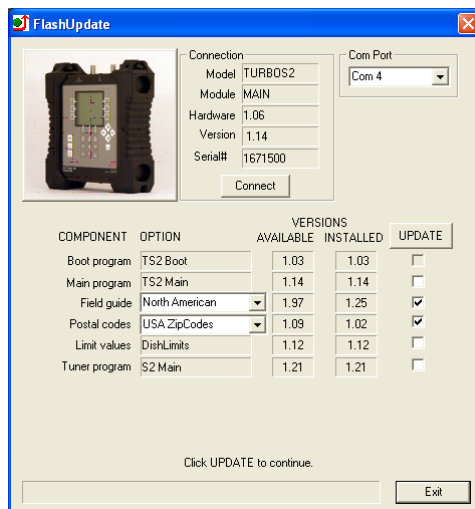 FlashUpdate
Connection
Model TURBOS2
Module MAIN
Hardware 1.06
Version 1.14
Serial# 1671500
Connect
Com Port
Com 4
VERSIONS
COMPONENT OPTION AVAILABLE INSTALLED UPDATE
Boot program TS2 Boot 1.03 1.03
Main program TS2 Main 1.14 1.14
Field guide North American 1.97 1.25
Postal codes USA ZipCodes 1.09 1.02
Limit values DishLimits 1.12 1.12
Tuner program S2 Main 1.21 1.21
Click UPDATE to continue.
Exit